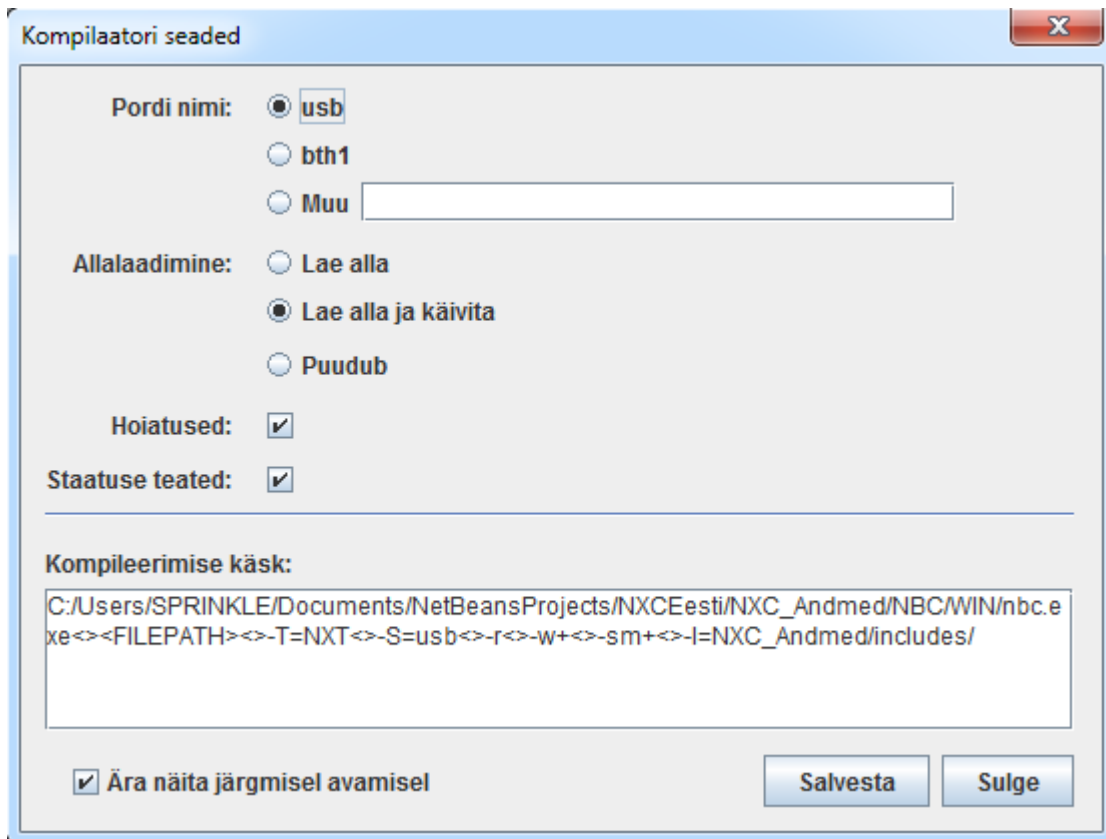 Kompilaatori seaded
Pordi nimi: usb
bth1
Muu
Allalaadimine: Lae alla
Lae alla ja käivita
Puudub
Hoiatused:
Staatuse teated:
Kompileerimise käsk:
C:/Users/SPRINKLE/Documents/NetBeansProjects/NXCEesti/NXC_Andmed/NBC/WIN/nbc.e
xe<><FILEPATH><>-T=NXT<>-S=usb<>-r<>-w+<>-sm+<>-I=NXC_Andmed/includes/
Ära näita järgmisel avamisel Salvesta Sulge